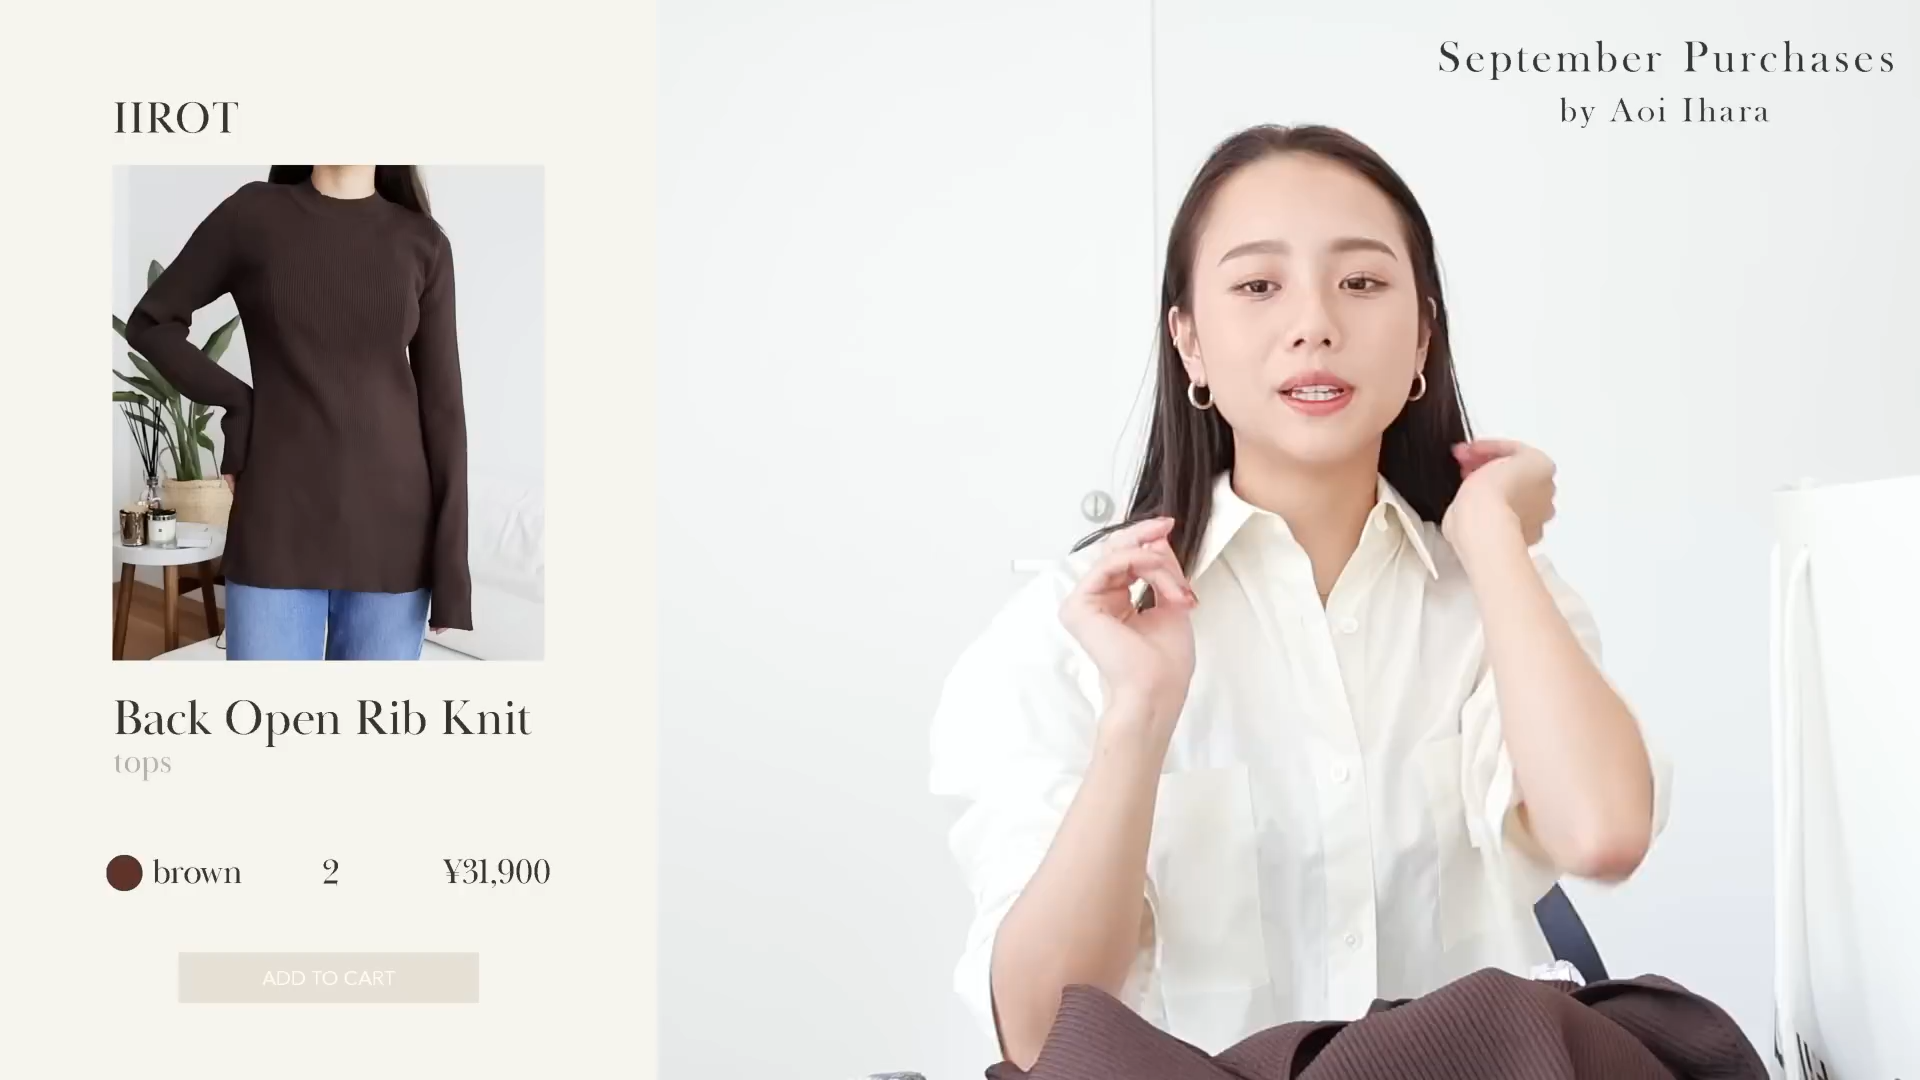 IIROT
Back Open Rib Knit
tops
brown 2 ¥31,900
ADD TO CART
September Purchases
by Aoi Ihara